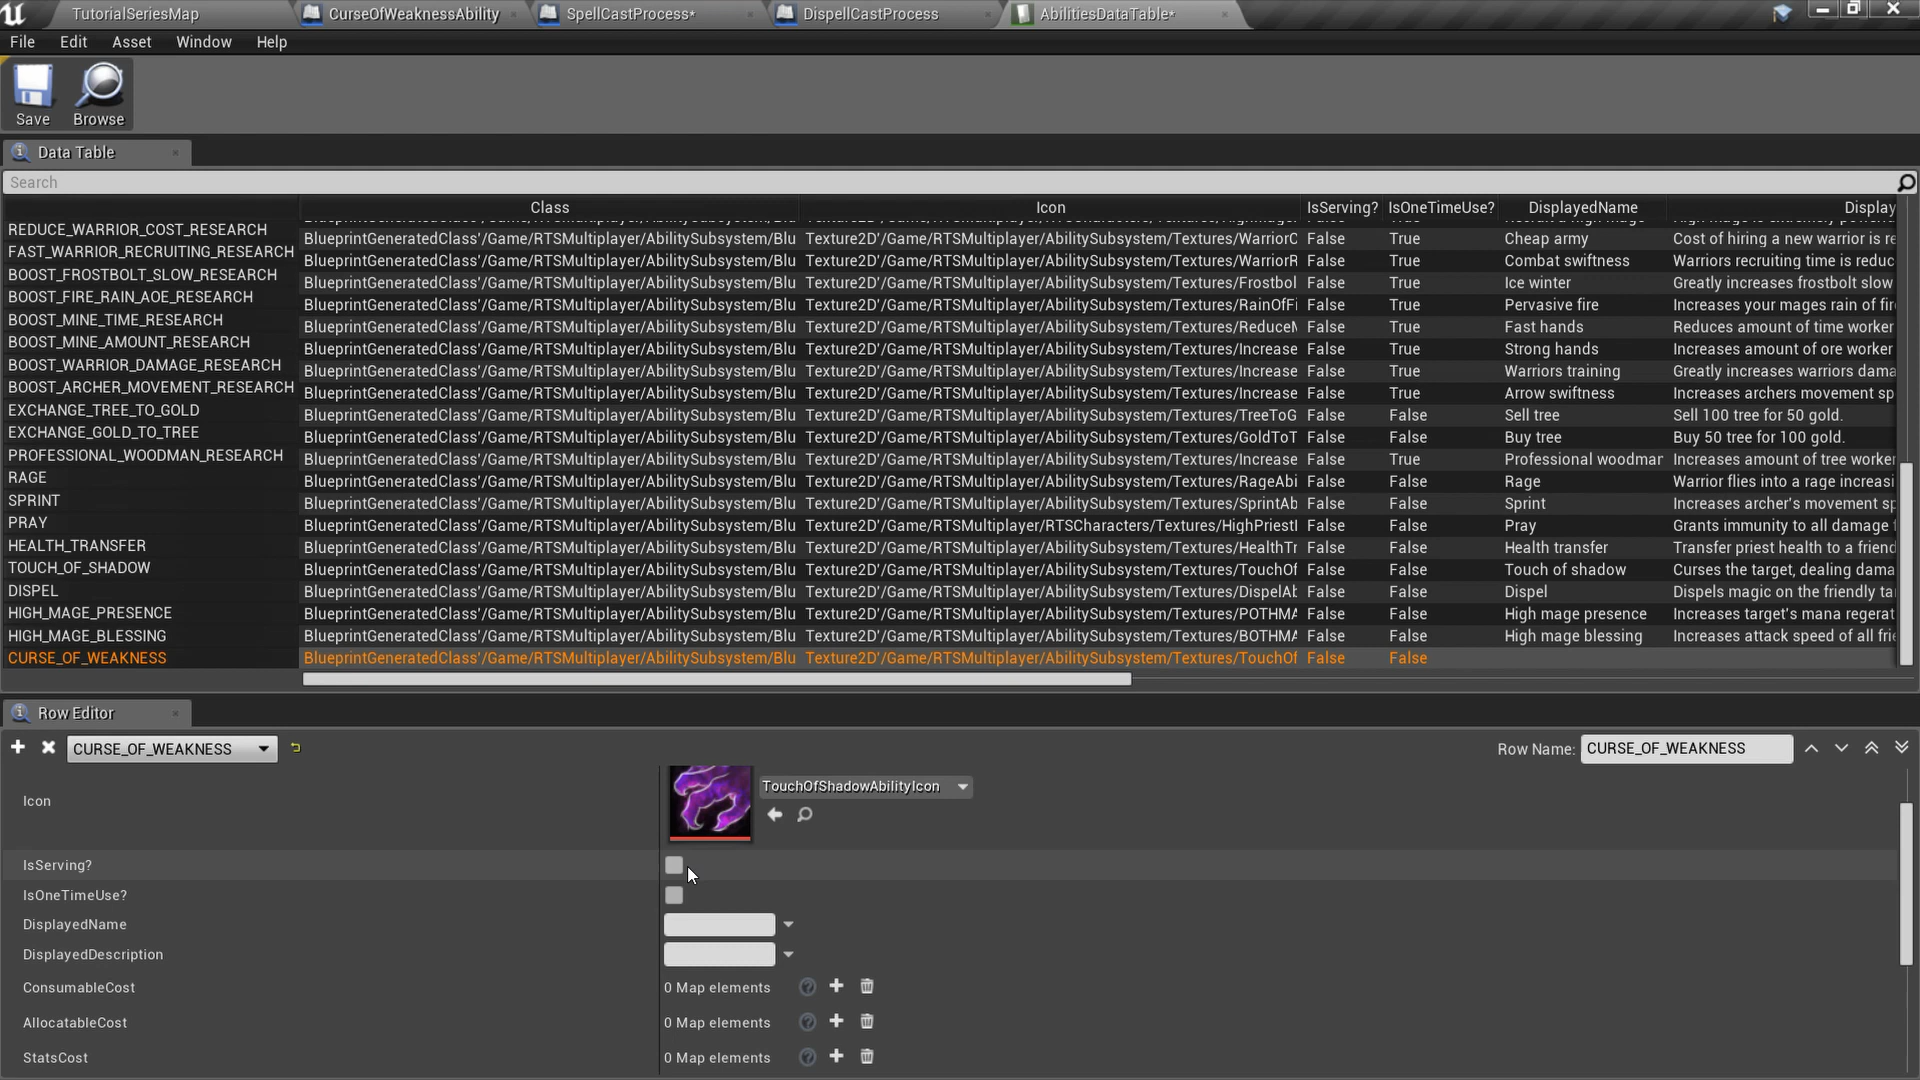 TutorialSeriesMap CurseOfWeaknessAbility SpellCastProcess* DispellCastProcess AbilitiesDataTable*
File Edit Asset Window Help
Save Browse
Data Table
Search
Class Icon IsServing? IsOneTimeUse? DisplayedName Display
REDUCE_WARRIOR_COST_RESEARCH BlueprintGeneratedClass'/Game/RTSMultiplayer/AbilitySubsystem/Blu Texture2D'/Game/RTSMultiplayer/AbilitySubsystem/Textures/WarriorC False True Cheap army Cost of hiring a new warrior is re
FAST_WARRIOR_RECRUITING_RESEARCH BlueprintGeneratedClass'/Game/RTSMultiplayer/AbilitySubsystem/Blu Texture2D'/Game/RTSMultiplayer/AbilitySubsystem/Textures/WarriorR False True Combat swiftness Warriors recruiting time is reduc
BOOST_FROSTBOLT_SLOW_RESEARCH BlueprintGeneratedClass'/Game/RTSMultiplayer/AbilitySubsystem/Blu Texture2D'/Game/RTSMultiplayer/AbilitySubsystem/Textures/Frostbol False True Ice winter Greatly increases frostbolt slow
BOOST_FIRE_RAIN_AOE_RESEARCH BlueprintGeneratedClass'/Game/RTSMultiplayer/AbilitySubsystem/Blu Texture2D'/Game/RTSMultiplayer/AbilitySubsystem/Textures/RainOfFi False True Pervasive fire Increases your mages rain of fire
BOOST_MINE_TIME_RESEARCH BlueprintGeneratedClass'/Game/RTSMultiplayer/AbilitySubsystem/Blu Texture2D'/Game/RTSMultiplayer/AbilitySubsystem/Textures/ReduceM False True Fast hands Reduces amount of time worker
BOOST_MINE_AMOUNT_RESEARCH BlueprintGeneratedClass'/Game/RTSMultiplayer/AbilitySubsystem/Blu Texture2D'/Game/RTSMultiplayer/AbilitySubsystem/Textures/Increase False True Strong hands Increases amount of ore worker
BOOST_WARRIOR_DAMAGE_RESEARCH BlueprintGeneratedClass'/Game/RTSMultiplayer/AbilitySubsystem/Blu Texture2D'/Game/RTSMultiplayer/AbilitySubsystem/Textures/Increase False True Warriors training Greatly increases warriors dama
BOOST_ARCHER_MOVEMENT_RESEARCH BlueprintGeneratedClass'/Game/RTSMultiplayer/AbilitySubsystem/Blu Texture2D'/Game/RTSMultiplayer/AbilitySubsystem/Textures/Increase False True Arrow swiftness Increases archers movement sp
EXCHANGE_TREE_TO_GOLD BlueprintGeneratedClass'/Game/RTSMultiplayer/AbilitySubsystem/Blu Texture2D'/Game/RTSMultiplayer/AbilitySubsystem/Textures/TreeToG False False Sell tree Sell 100 tree for 50 gold.
EXCHANGE_GOLD_TO_TREE BlueprintGeneratedClass'/Game/RTSMultiplayer/AbilitySubsystem/Blu Texture2D'/Game/RTSMultiplayer/AbilitySubsystem/Textures/GoldToT False False Buy tree Buy 50 tree for 100 gold.
PROFESSIONAL_WOODMAN_RESEARCH BlueprintGeneratedClass'/Game/RTSMultiplayer/AbilitySubsystem/Blu Texture2D'/Game/RTSMultiplayer/AbilitySubsystem/Textures/Increase False True Professional woodman Increases amount of tree worker
RAGE BlueprintGeneratedClass'/Game/RTSMultiplayer/AbilitySubsystem/Blu Texture2D'/Game/RTSMultiplayer/AbilitySubsystem/Textures/RageAbi False False Rage Warrior flies into a rage increasi
SPRINT BlueprintGeneratedClass'/Game/RTSMultiplayer/AbilitySubsystem/Blu Texture2D'/Game/RTSMultiplayer/AbilitySubsystem/Textures/SprintAb False False Sprint Increases archer's movement sp
PRAY BlueprintGeneratedClass'/Game/RTSMultiplayer/AbilitySubsystem/Blu Texture2D'/Game/RTSMultiplayer/RTSCharacters/Textures/HighPriestI False False Pray Grants immunity to all damage f
HEALTH_TRANSFER BlueprintGeneratedClass'/Game/RTSMultiplayer/AbilitySubsystem/Blu Texture2D'/Game/RTSMultiplayer/AbilitySubsystem/Textures/HealthTr False False Health transfer Transfer priest health to a friend
TOUCH_OF_SHADOW BlueprintGeneratedClass'/Game/RTSMultiplayer/AbilitySubsystem/Blu Texture2D'/Game/RTSMultiplayer/AbilitySubsystem/Textures/TouchOf False False Touch of shadow Curses the target, dealing dama
DISPEL BlueprintGeneratedClass'/Game/RTSMultiplayer/AbilitySubsystem/Blu Texture2D'/Game/RTSMultiplayer/AbilitySubsystem/Textures/DispelAb False False Dispel Dispels magic on the friendly ta
HIGH_MAGE_PRESENCE BlueprintGeneratedClass'/Game/RTSMultiplayer/AbilitySubsystem/Blu Texture2D'/Game/RTSMultiplayer/AbilitySubsystem/Textures/POTHMA False False High mage presence Increases target's mana regerat
HIGH_MAGE_BLESSING BlueprintGeneratedClass'/Game/RTSMultiplayer/AbilitySubsystem/Blu Texture2D'/Game/RTSMultiplayer/AbilitySubsystem/Textures/BOTHMA False False High mage blessing Increases attack speed of all frie
CURSE_OF_WEAKNESS BlueprintGeneratedClass'/Game/RTSMultiplayer/AbilitySubsystem/Blu Texture2D'/Game/RTSMultiplayer/AbilitySubsystem/Textures/TouchOf False False
Row Editor
CURSE_OF_WEAKNESS Row Name: CURSE_OF_WEAKNESS
Icon TouchOfShadowAbilityIcon
IsServing?
IsOneTimeUse?
DisplayedName
DisplayedDescription
ConsumableCost 0 Map elements
AllocatableCost 0 Map elements
StatsCost 0 Map elements